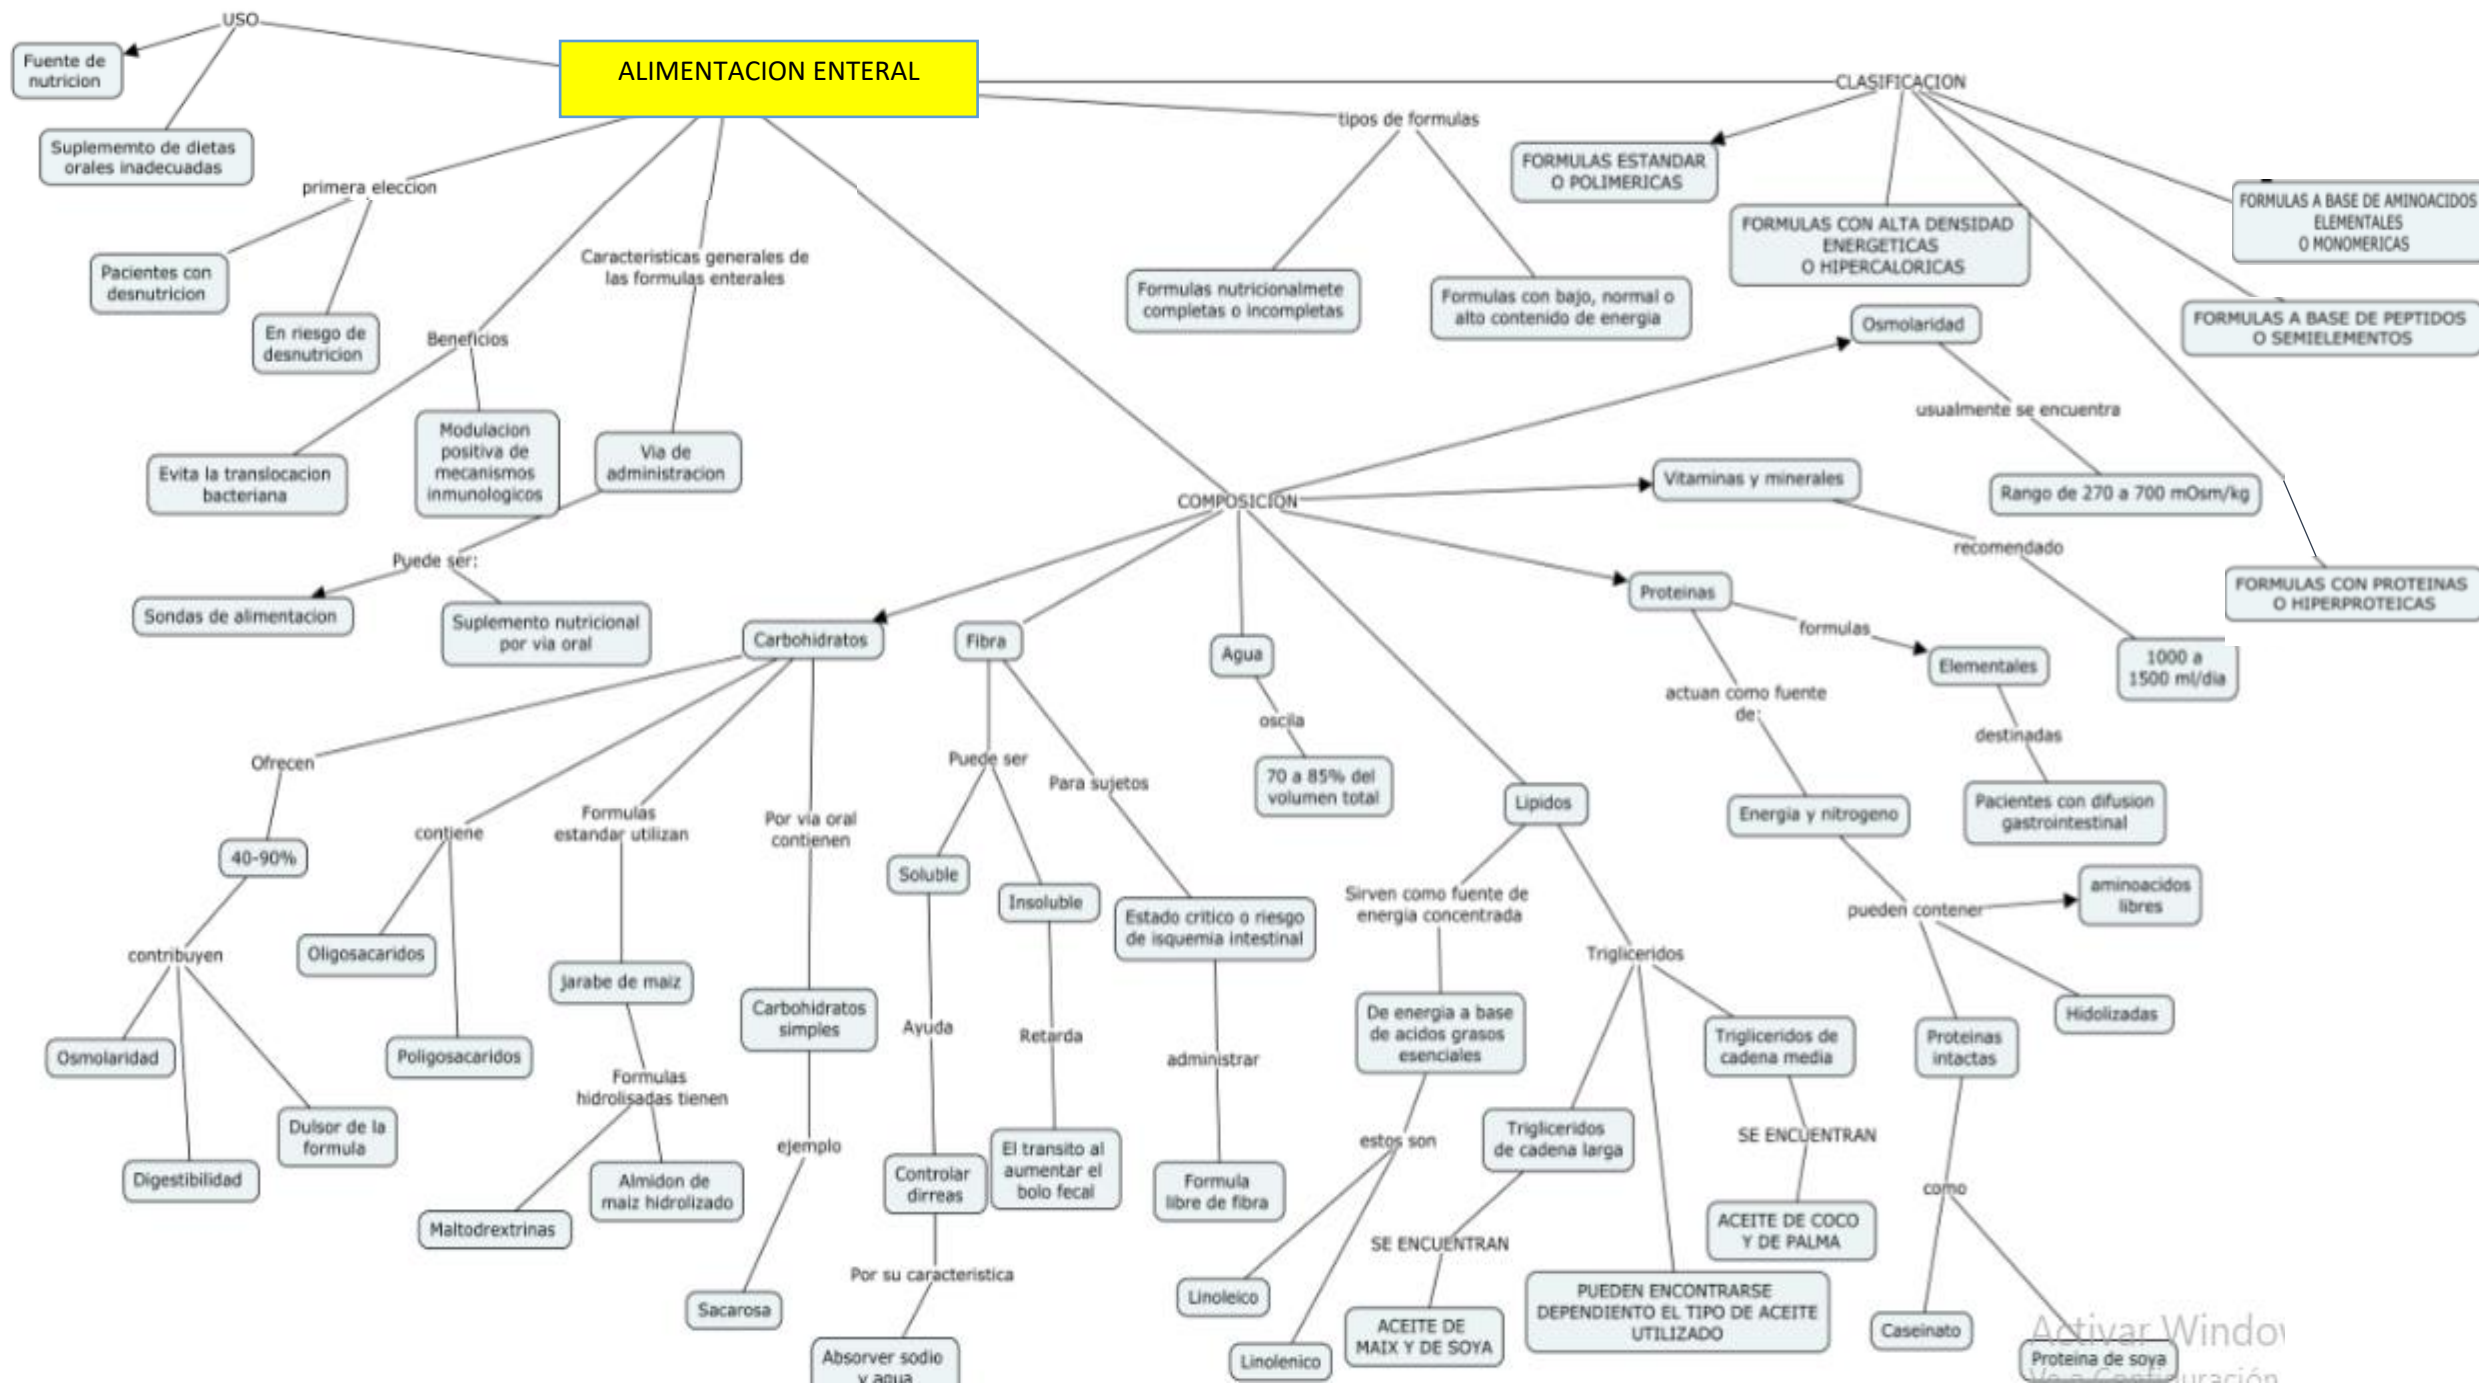 USO
Fuente de
nutricion
Suplememto de dietas
orales inadecuadas
ALIMENTACION ENTERAL
primera eleccion
Pacientes con
desnutricion
En riesgo de
desnutricion
Beneficios
Evita la translocacion
bacteriana
Modulacion
positiva de
mecanismos
inmunologicos
Caracteristicas generales de
las formulas enterales
Via de
administracion
Puede ser:
Sondas de alimentacion
Suplemento nutricional
por via oral
tipos de formulas
Formulas nutricionalmete
completas o incompletas
Formulas con bajo, normal o
alto contenido de energia
CLASIFICACION
FORMULAS ESTANDAR
O POLIMERICAS
FORMULAS CON ALTA DENSIDAD
ENERGETICAS
O HIPERCALORICAS
FORMULAS A BASE DE AMINOACIDOS
ELEMENTALES
O MONOMERICAS
FORMULAS A BASE DE PEPTIDOS
O SEMIELEMENTOS
FORMULAS CON PROTEINAS
O HIPERPROTEICAS
COMPOSICION
Osmolaridad
usualmente se encuentra
Rango de 270 a 700 mOsm/kg
Vitaminas y minerales
recomendado
1000 a
1500 ml/dia
Proteinas
formulas
Elementales
destinadas
Pacientes con difusion
gastrointestinal
actuan como fuente
de:
Energia y nitrogeno
pueden contener
aminoacidos
libres
Hidolizadas
Proteinas
intactas
como
Caseinato
Proteina de soya
Carbohidratos
Ofrecen
40-90%
contribuyen
Osmolaridad
Digestibilidad
Dulsor de la
formula
contiene
Oligosacaridos
Poligosacaridos
Formulas
estandar utilizan
jarabe de maiz
Formulas
hidrolisadas tienen
Maltodrextrinas
Almidon de
maiz hidrolizado
Por via oral
contienen
Carbohidratos
simples
ejemplo
Sacarosa
Fibra
Puede ser
Soluble
Ayuda
Controlar
dirreas
Por su caracteristica
Absorver sodio
y agua
Insoluble
Retarda
El transito al
aumentar el
bolo fecal
Para sujetos
Estado critico o riesgo
de isquemia intestinal
administrar
Formula
libre de fibra
Agua
oscila
70 a 85% del
volumen total
Lipidos
Sirven como fuente de
energia concentrada
De energia a base
de acidos grasos
esenciales
estos son
Linoleico
Linolenico
Trigliceridos
Trigliceridos
de cadena larga
SE ENCUENTRAN
ACEITE DE
MAIX Y DE SOYA
PUEDEN ENCONTRARSE
DEPENDIENTO EL TIPO DE ACEITE
UTILIZADO
Trigliceridos de
cadena media
SE ENCUENTRAN
ACEITE DE COCO
Y DE PALMA
Activar Window
Ve a Configuración